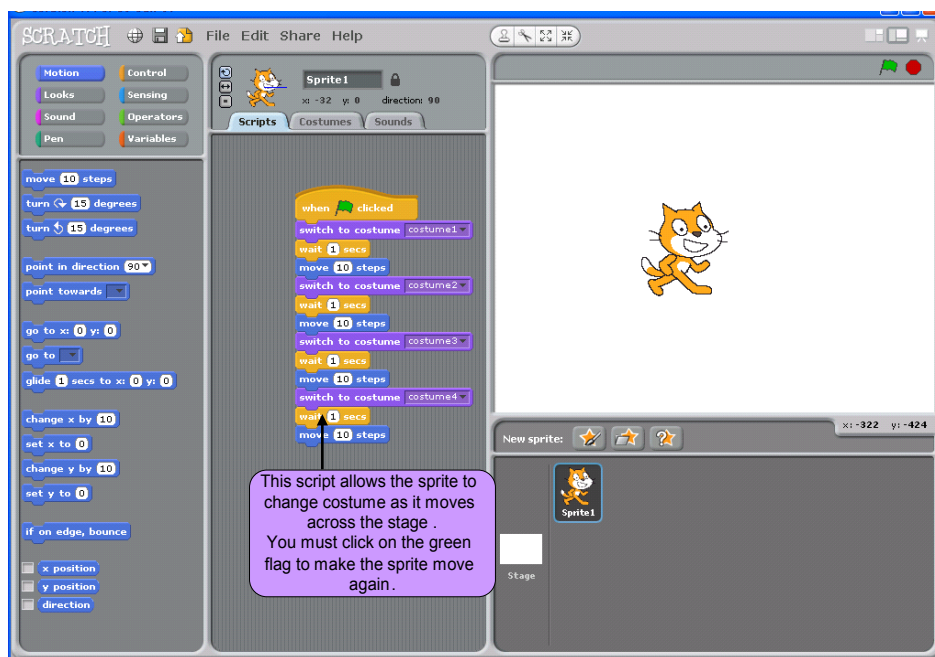 SCRATCH File Edit Share Help
Motion Control
Looks Sensing
Sound Operators
Pen Variables
move 10 steps
turn 15 degrees
turn 15 degrees
point in direction 90
point towards
go to x: 0 y: 0
go to
glide 1 secs to x: 0 y: 0
change x by 10
set x to 0
change y by 10
set y to 0
if on edge, bounce
x position
y position
direction
Sprite1
x: -32 y: 0 direction: 90
Scripts Costumes Sounds
when clicked
switch to costume costume1
wait 1 secs
move 10 steps
switch to costume costume2
wait 1 secs
move 10 steps
switch to costume costume3
wait 1 secs
move 10 steps
switch to costume costume4
wait 1 secs
move 10 steps
This script allows the sprite to
change costume as it moves
across the stage .
You must click on the green
flag to make the sprite move
again.
x: -322 y: -424
New sprite:
Sprite1
Stage